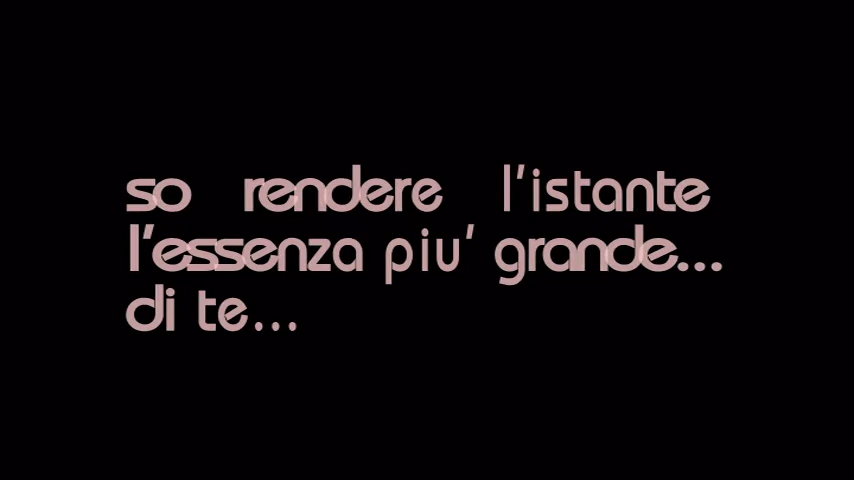 so rendere l'istante
l'essenza piu' grande...
di te...